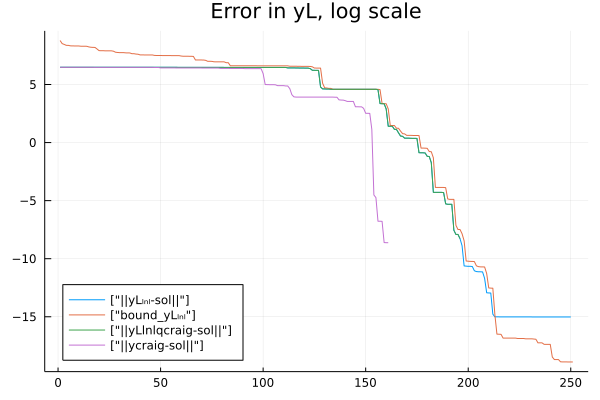 Error in yL, log scale
5
0
−5
−10
−15
["||yLₗₙₗ-sol||"]
["bound_yLₗₙₗ"]
["||yLlnlqcraig-sol||"]
["||ycraig-sol||"]
0 50 100 150 200 250